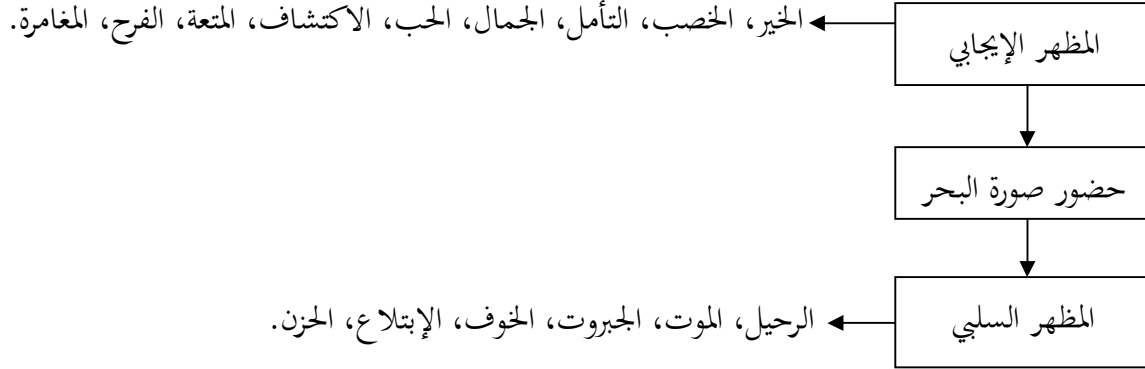 المظهر الإيجابي
الخير، الخصب، التأمل، الجمال، الحب، الاكتشاف، المتعة، الفرح، المغامرة.
حضور صورة البحر
المظهر السلبي
الرحيل، الموت، الجبروت، الخوف، الإبتلاع، الحزن.